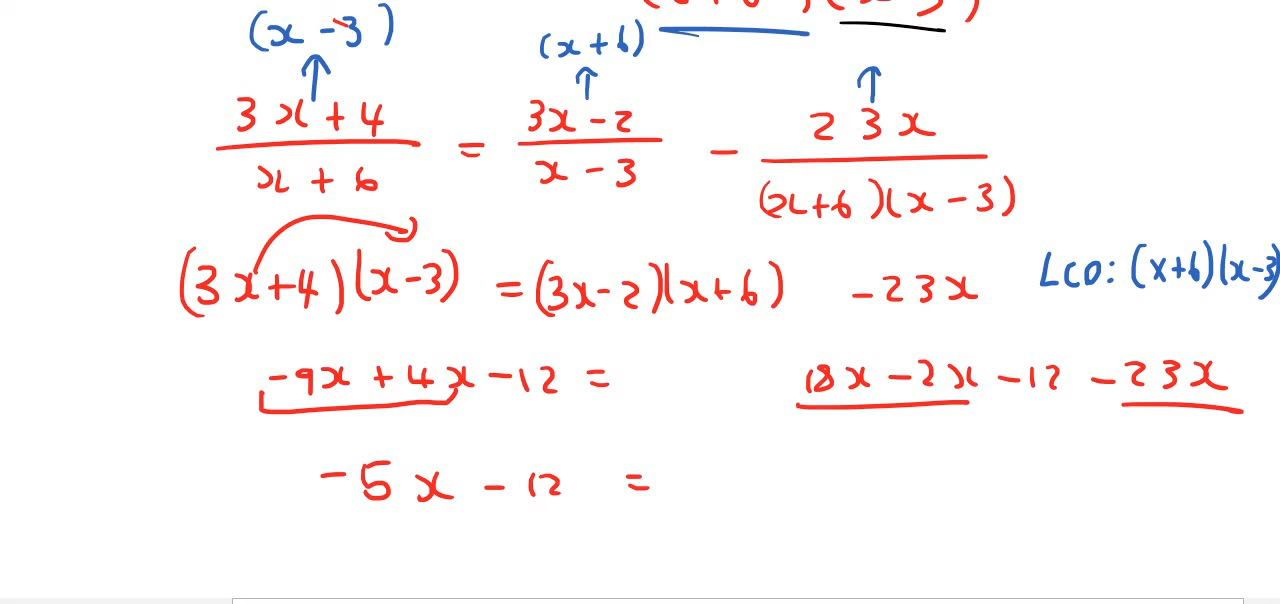 (x - 3) (x + 6)
3x + 4 / x + 6 = 3x - 2 / x - 3 - 23x / (x + 6)(x - 3)
(3x + 4)(x - 3) = (3x - 2)(x + 6) - 23x LCD: (x + 6)(x - 3)
-9x + 4x - 12 = 18x - 2x - 12 - 23x
-5x - 12 =